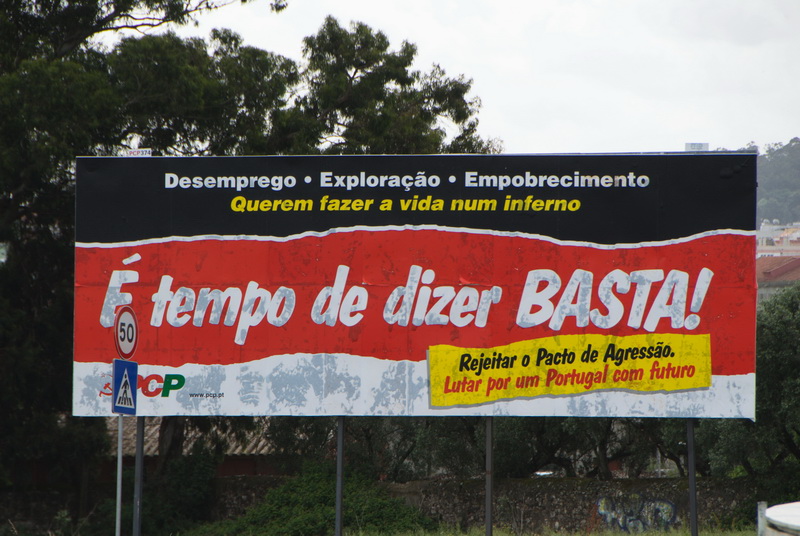 PCP374
Desemprego • Exploração • Empobrecimento
Querem fazer a vida num inferno
É tempo de dizer BASTA!
50
Rejeitar o Pacto de Agressão.
Lutar por um Portugal com futuro
PCP
www.pcp.pt